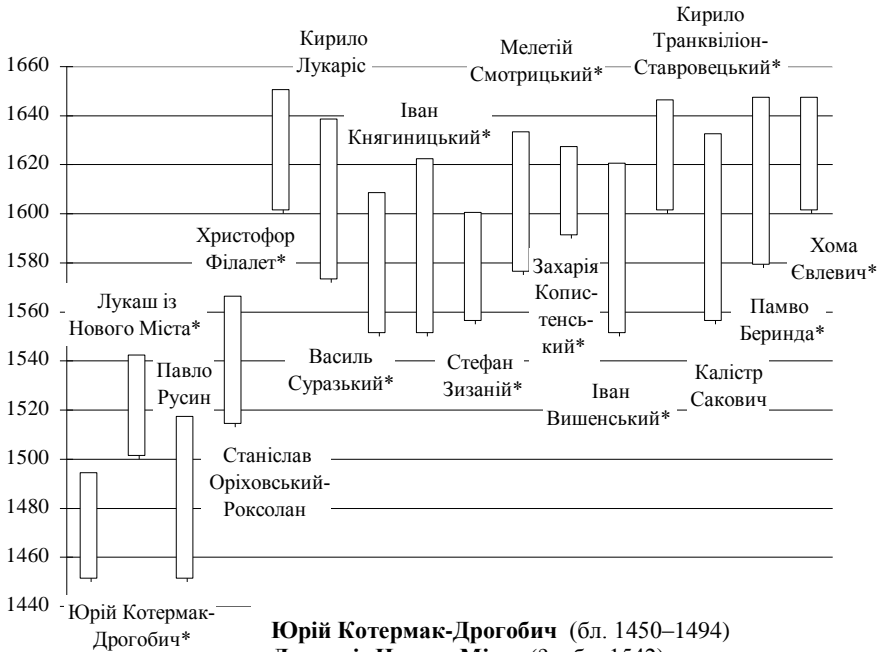 Кирило
Лукаріс
Мелетій
Смотрицький*
Кирило
Транквіліон-
Ставровецький*
Іван
Княгиницький*
1660
1640
1620
1600
1580
1560
1540
1520
1500
1480
1460
1440
Христофор
Філалет*
Захарія
Копис-
тенсь-
кий*
Хома
Євлевич*
Лукаш із
Нового Міста*
Памво
Беринда*
Павло
Русин
Василь
Суразький*
Стефан
Зизаній*
Іван
Вишенський*
Калістр
Сакович
Станіслав
Оріховський-
Роксолан
Юрій Котермак-
Дрогобич*
Юрій Котермак-Дрогобич (бл. 1450–1494)